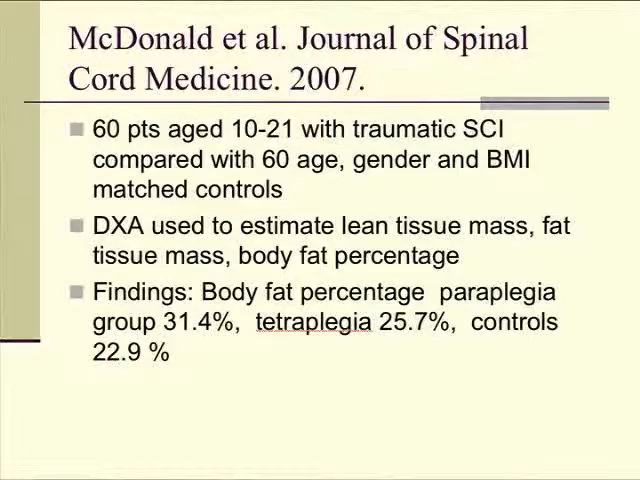 McDonald et al. Journal of Spinal
Cord Medicine. 2007.
60 pts aged 10-21 with traumatic SCI
compared with 60 age, gender and BMI
matched controls
DXA used to estimate lean tissue mass, fat
tissue mass, body fat percentage
Findings: Body fat percentage paraplegia
group 31.4%, tetraplegia 25.7%, controls
22.9 %